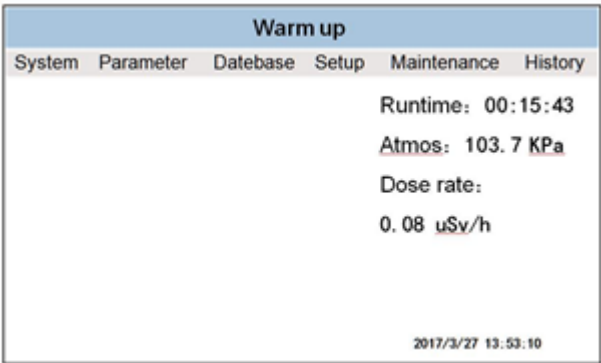 Warm up
System Parameter Datebase Setup Maintenance History
Runtime：00:15:43
Atmos：103.7 KPa
Dose rate：
0.08 uSv/h
2017/3/27 13:53:10